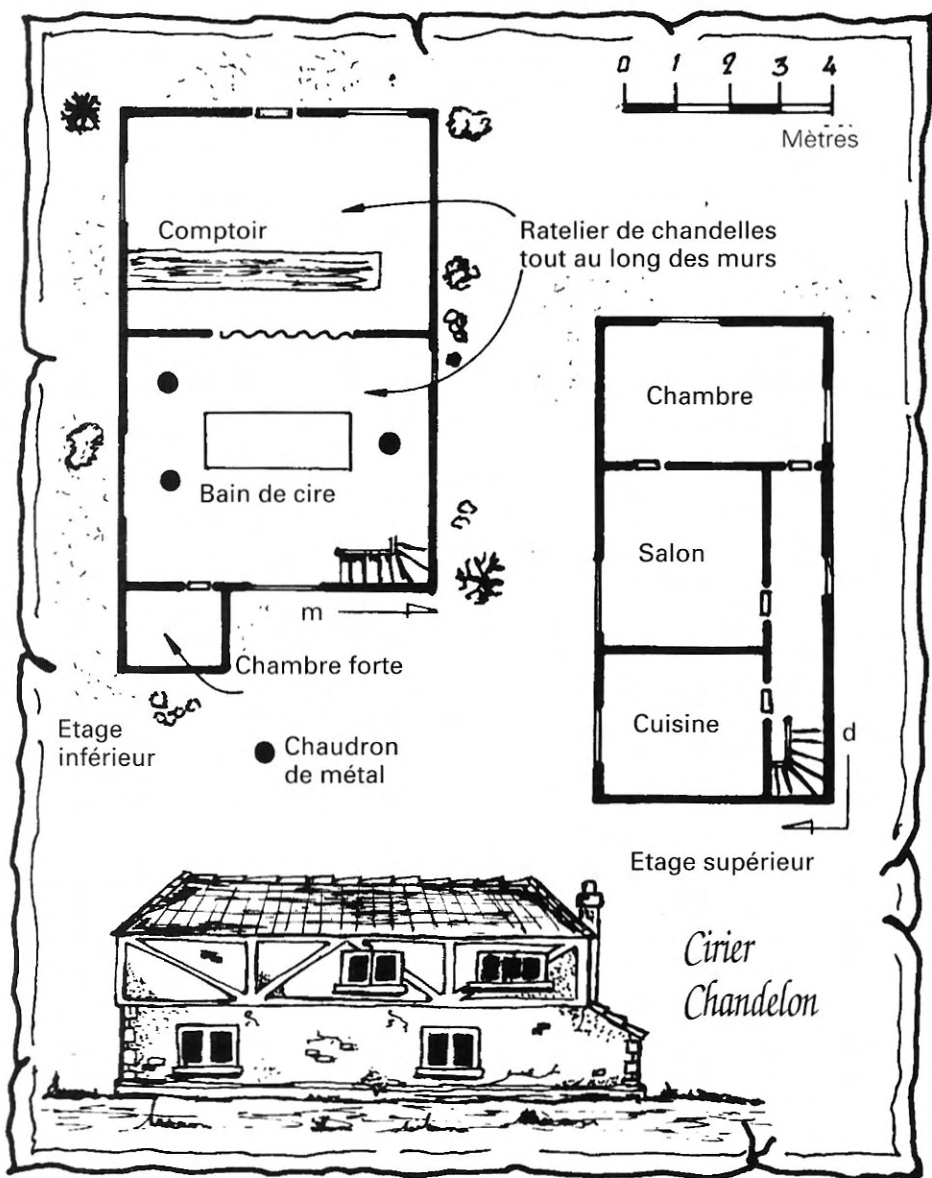 0 1 2 3 4
Mètres
Comptoir
Ratelier de chandelles
tout au long des murs
Chambre
Bain de cire
Salon
m
Chambre forte
Cuisine
d
Etage
inférieur
Chaudron
de métal
Etage supérieur
Cirier
Chandelon